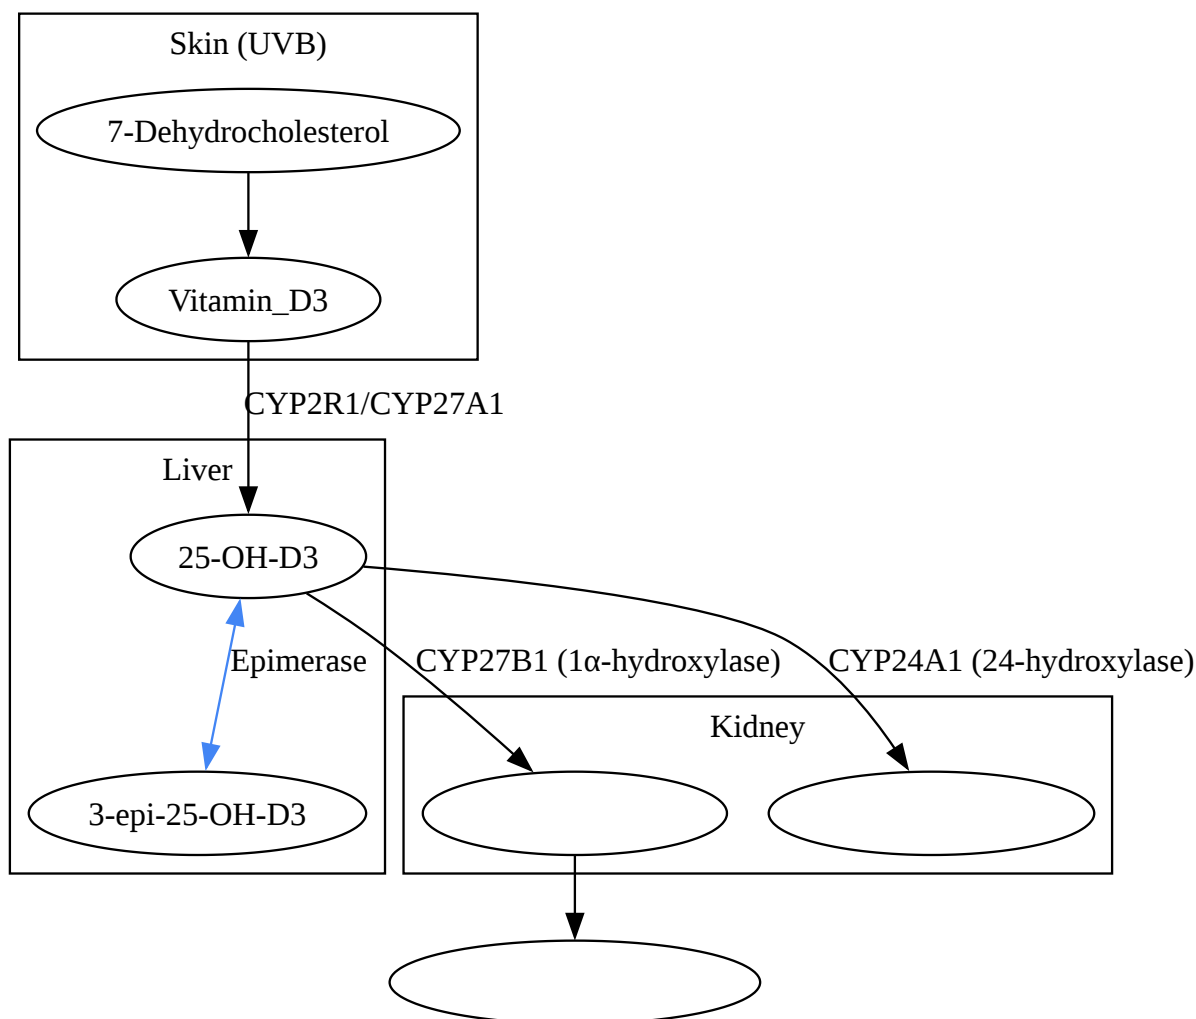 Skin (UVB)
7-Dehydrocholesterol
Vitamin_D3
CYP2R1/CYP27A1
Liver
25-OH-D3
Epimerase
CYP27B1 (1α-hydroxylase)
CYP24A1 (24-hydroxylase)
Kidney
3-epi-25-OH-D3